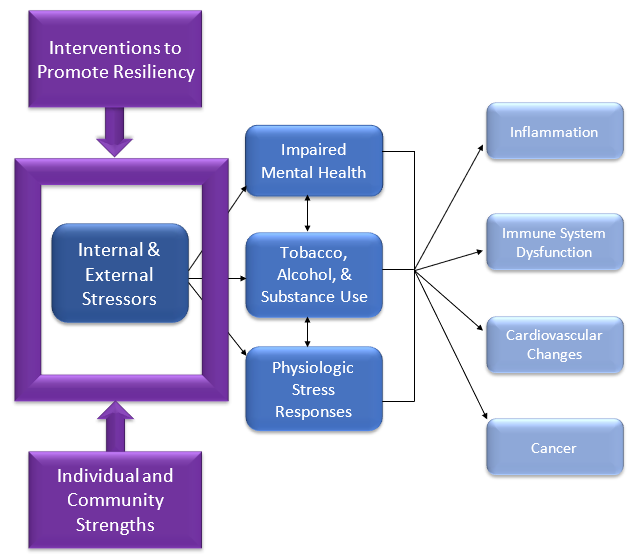 Interventions to
Promote Resiliency
Internal &
External
Stressors
Individual and
Community
Strengths
Impaired
Mental Health
Tobacco,
Alcohol, &
Substance Use
Physiologic
Stress
Responses
Inflammation
Immune System
Dysfunction
Cardiovascular
Changes
Cancer